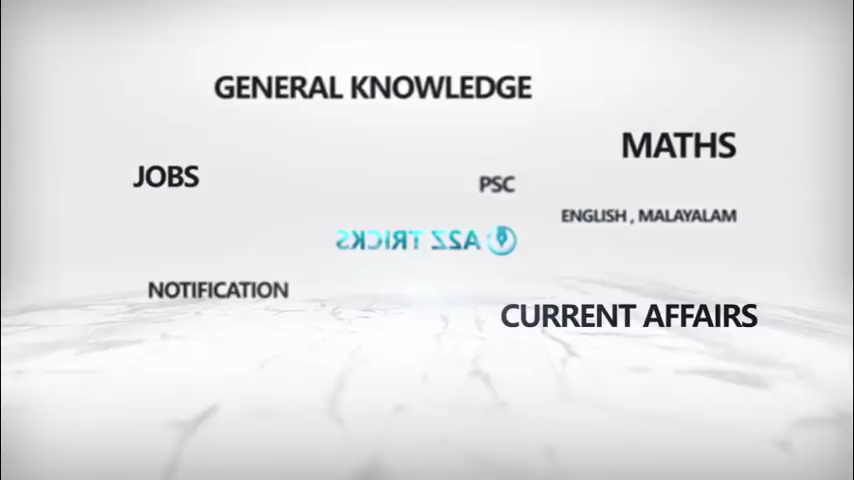 GENERAL KNOWLEDGE
MATHS
JOBS
PSC
ENGLISH , MALAYALAM
A2Z TRICKS
NOTIFICATION
CURRENT AFFAIRS